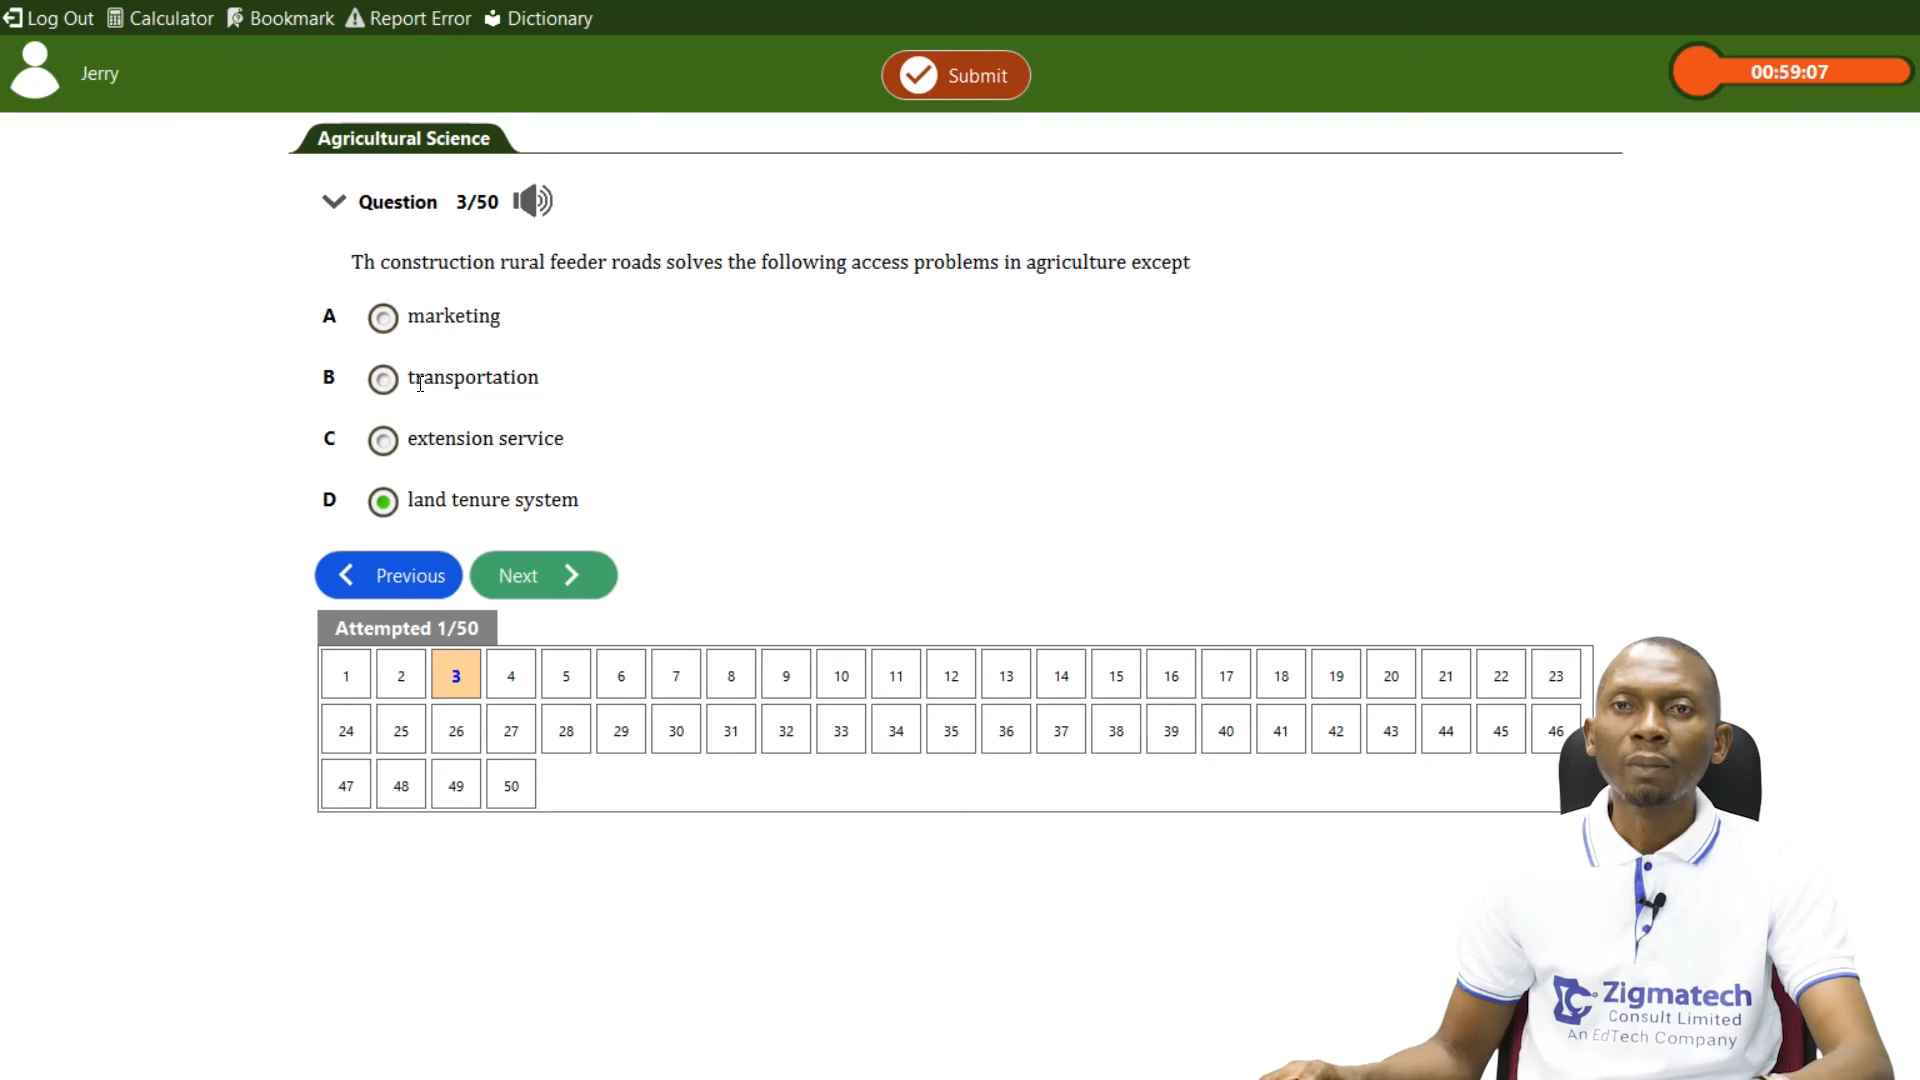 Log Out Calculator Bookmark Report Error Dictionary
Jerry
Submit
00:59:07
Agricultural Science
Question 3/50
Th construction rural feeder roads solves the following access problems in agriculture except
A marketing
B transportation
C extension service
D land tenure system
Previous Next
Attempted 1/50
1 2 3 4 5 6 7 8 9 10 11 12 13 14 15 16 17 18 19 20 21 22 23
24 25 26 27 28 29 30 31 32 33 34 35 36 37 38 39 40 41 42 43 44 45 46
47 48 49 50
Zigmatech
Consult Limited
An EdTech Company